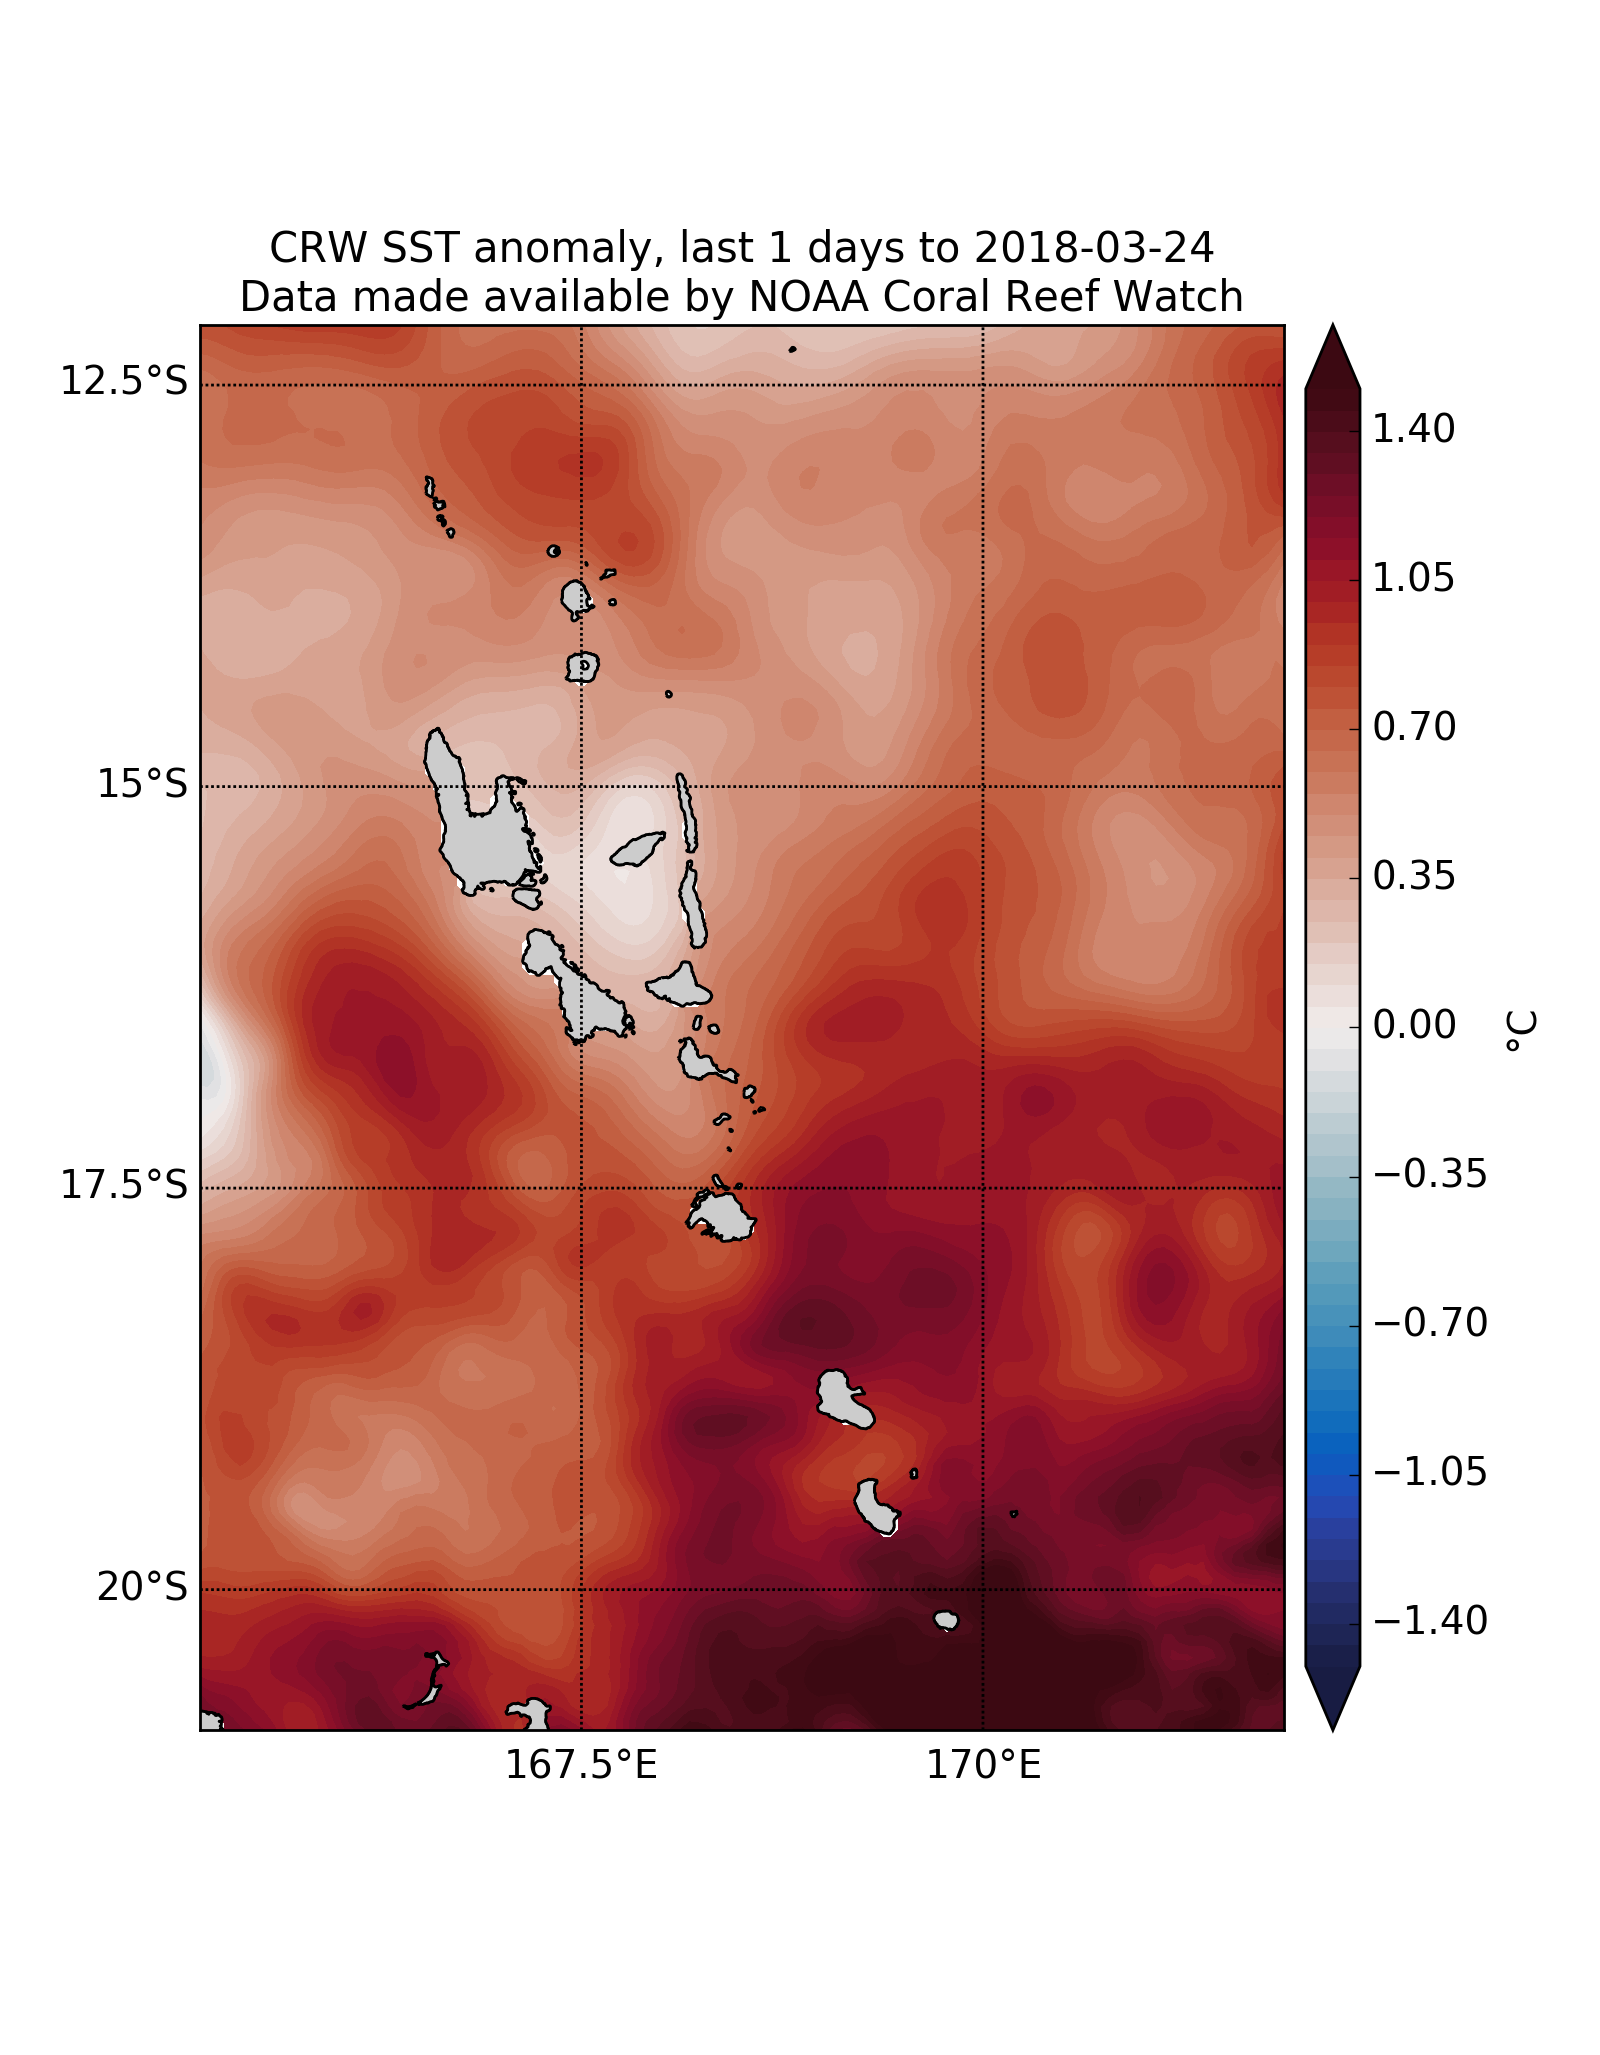 CRW SST anomaly, last 1 days to 2018-03-24
Data made available by NOAA Coral Reef Watch
12.5°S
15°S
17.5°S
20°S
167.5°E
170°E
1.40
1.05
0.70
0.35
0.00
−0.35
−0.70
−1.05
−1.40
°C